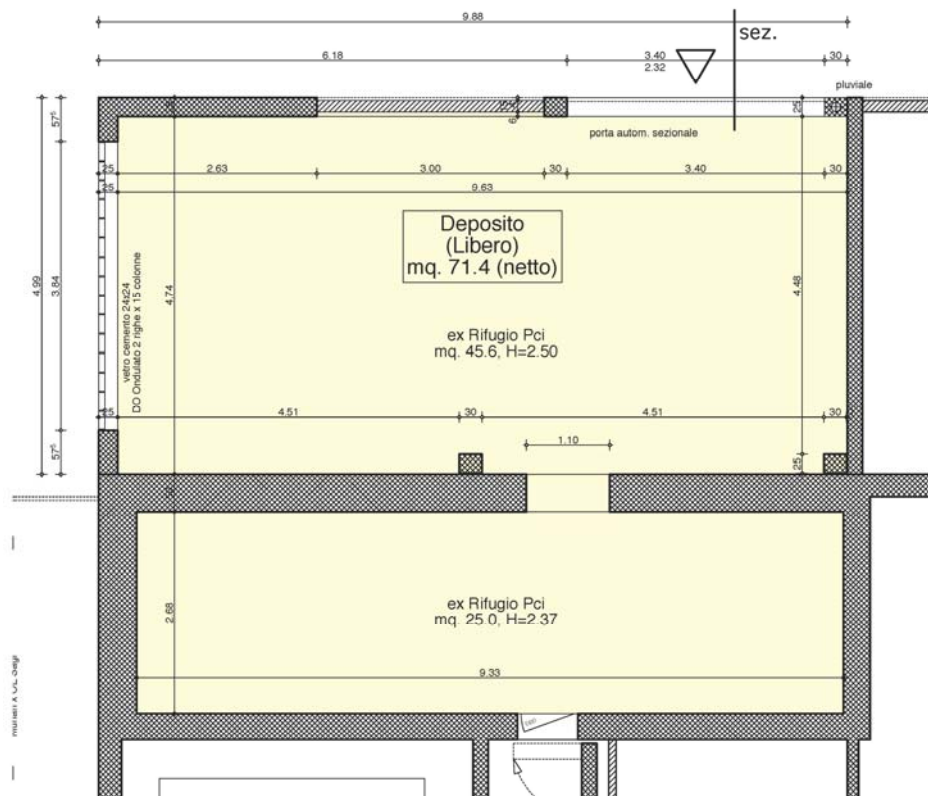 9.88
sez.
6.18
3.40
2.32
30
pluviale
57⁵
25
porta autom. sezionale
25
2.63
3.00
30
3.40
30
25
9.63
Deposito
(Libero)
mq. 71.4 (netto)
4.99
3.84
4.74
4.48
vetro cemento 24x24
DO Ondulato 2 righe x 15 colonne
ex Rifugio Pci
mq. 45.6, H=2.50
25
4.51
30
4.51
30
1.10
57⁵
25
50
ex Rifugio Pci
mq. 25.0, H=2.37
2.68
9.33